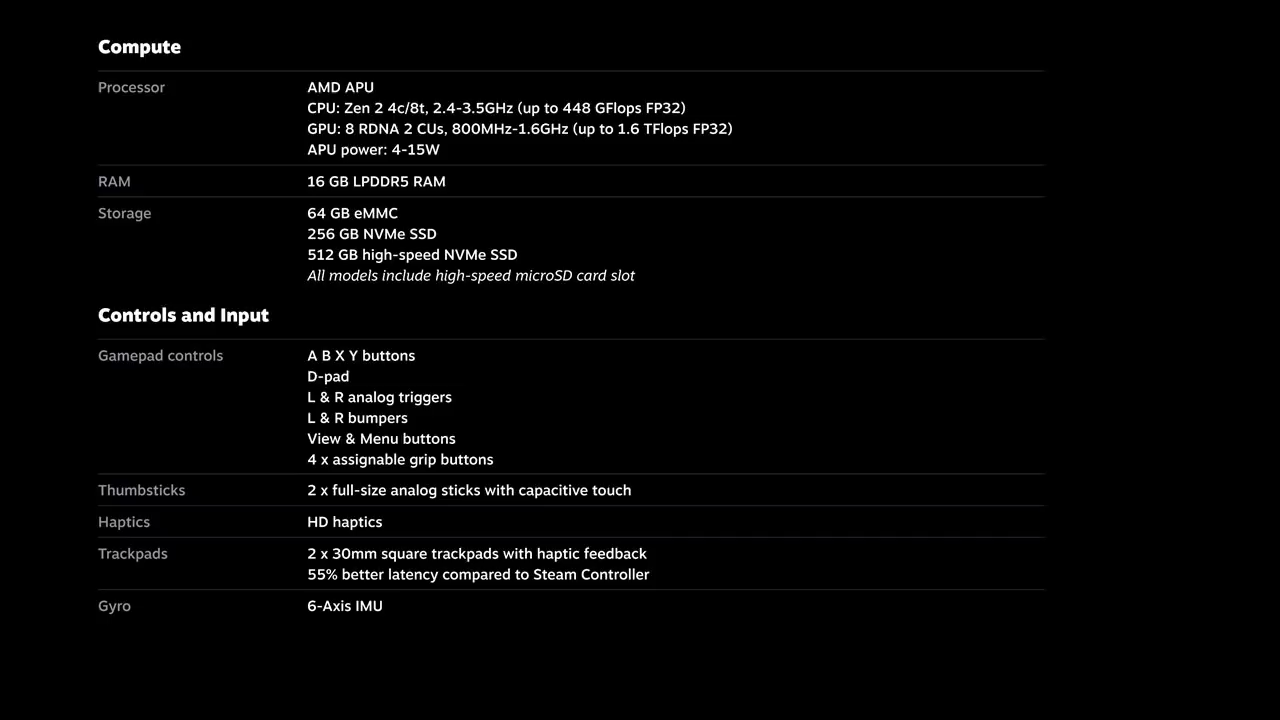 Compute
Processor
AMD APU
CPU: Zen 2 4c/8t, 2.4-3.5GHz (up to 448 GFlops FP32)
GPU: 8 RDNA 2 CUs, 800MHz-1.6GHz (up to 1.6 TFlops FP32)
APU power: 4-15W
RAM
16 GB LPDDR5 RAM
Storage
64 GB eMMC
256 GB NVMe SSD
512 GB high-speed NVMe SSD
All models include high-speed microSD card slot
Controls and Input
Gamepad controls
A B X Y buttons
D-pad
L & R analog triggers
L & R bumpers
View & Menu buttons
4 x assignable grip buttons
Thumbsticks
2 x full-size analog sticks with capacitive touch
Haptics
HD haptics
Trackpads
2 x 30mm square trackpads with haptic feedback
55% better latency compared to Steam Controller
Gyro
6-Axis IMU